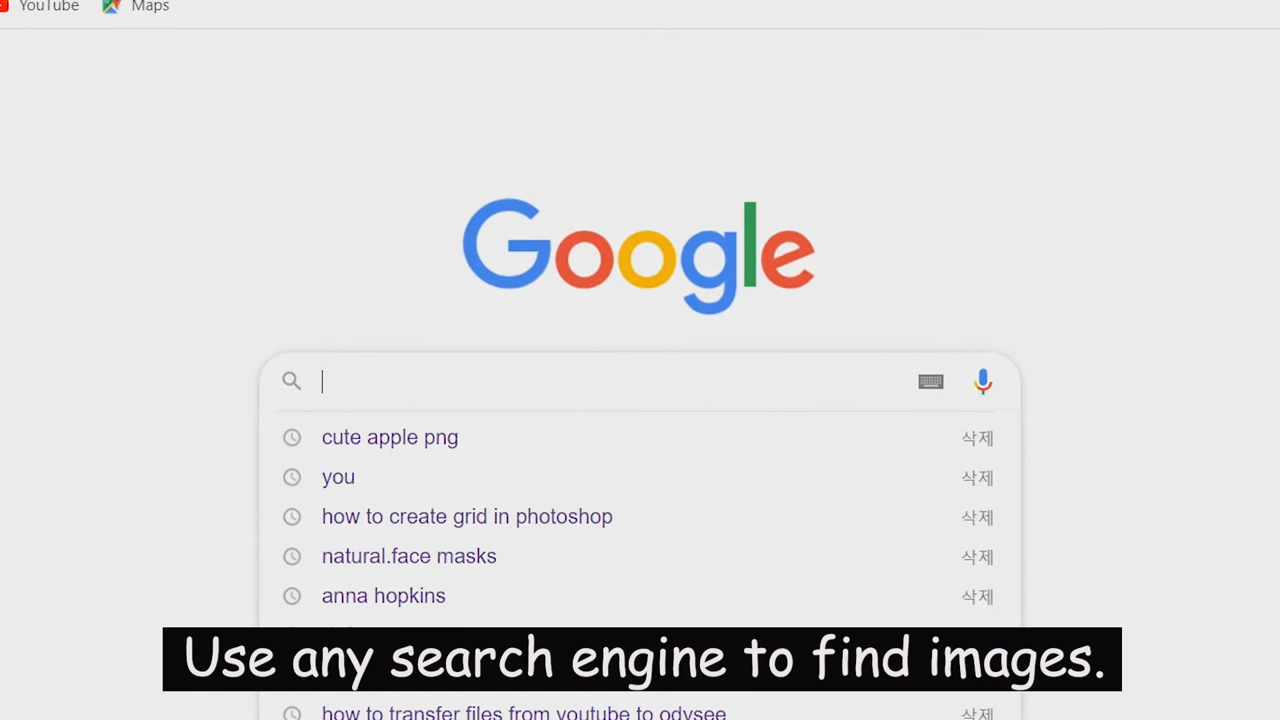 YouTube Maps
Google
cute apple png 삭제
you 삭제
how to create grid in photoshop 삭제
natural.face masks 삭제
anna hopkins 삭제
Use any search engine to find images.
how to transfer files from youtube to odysee 삭제